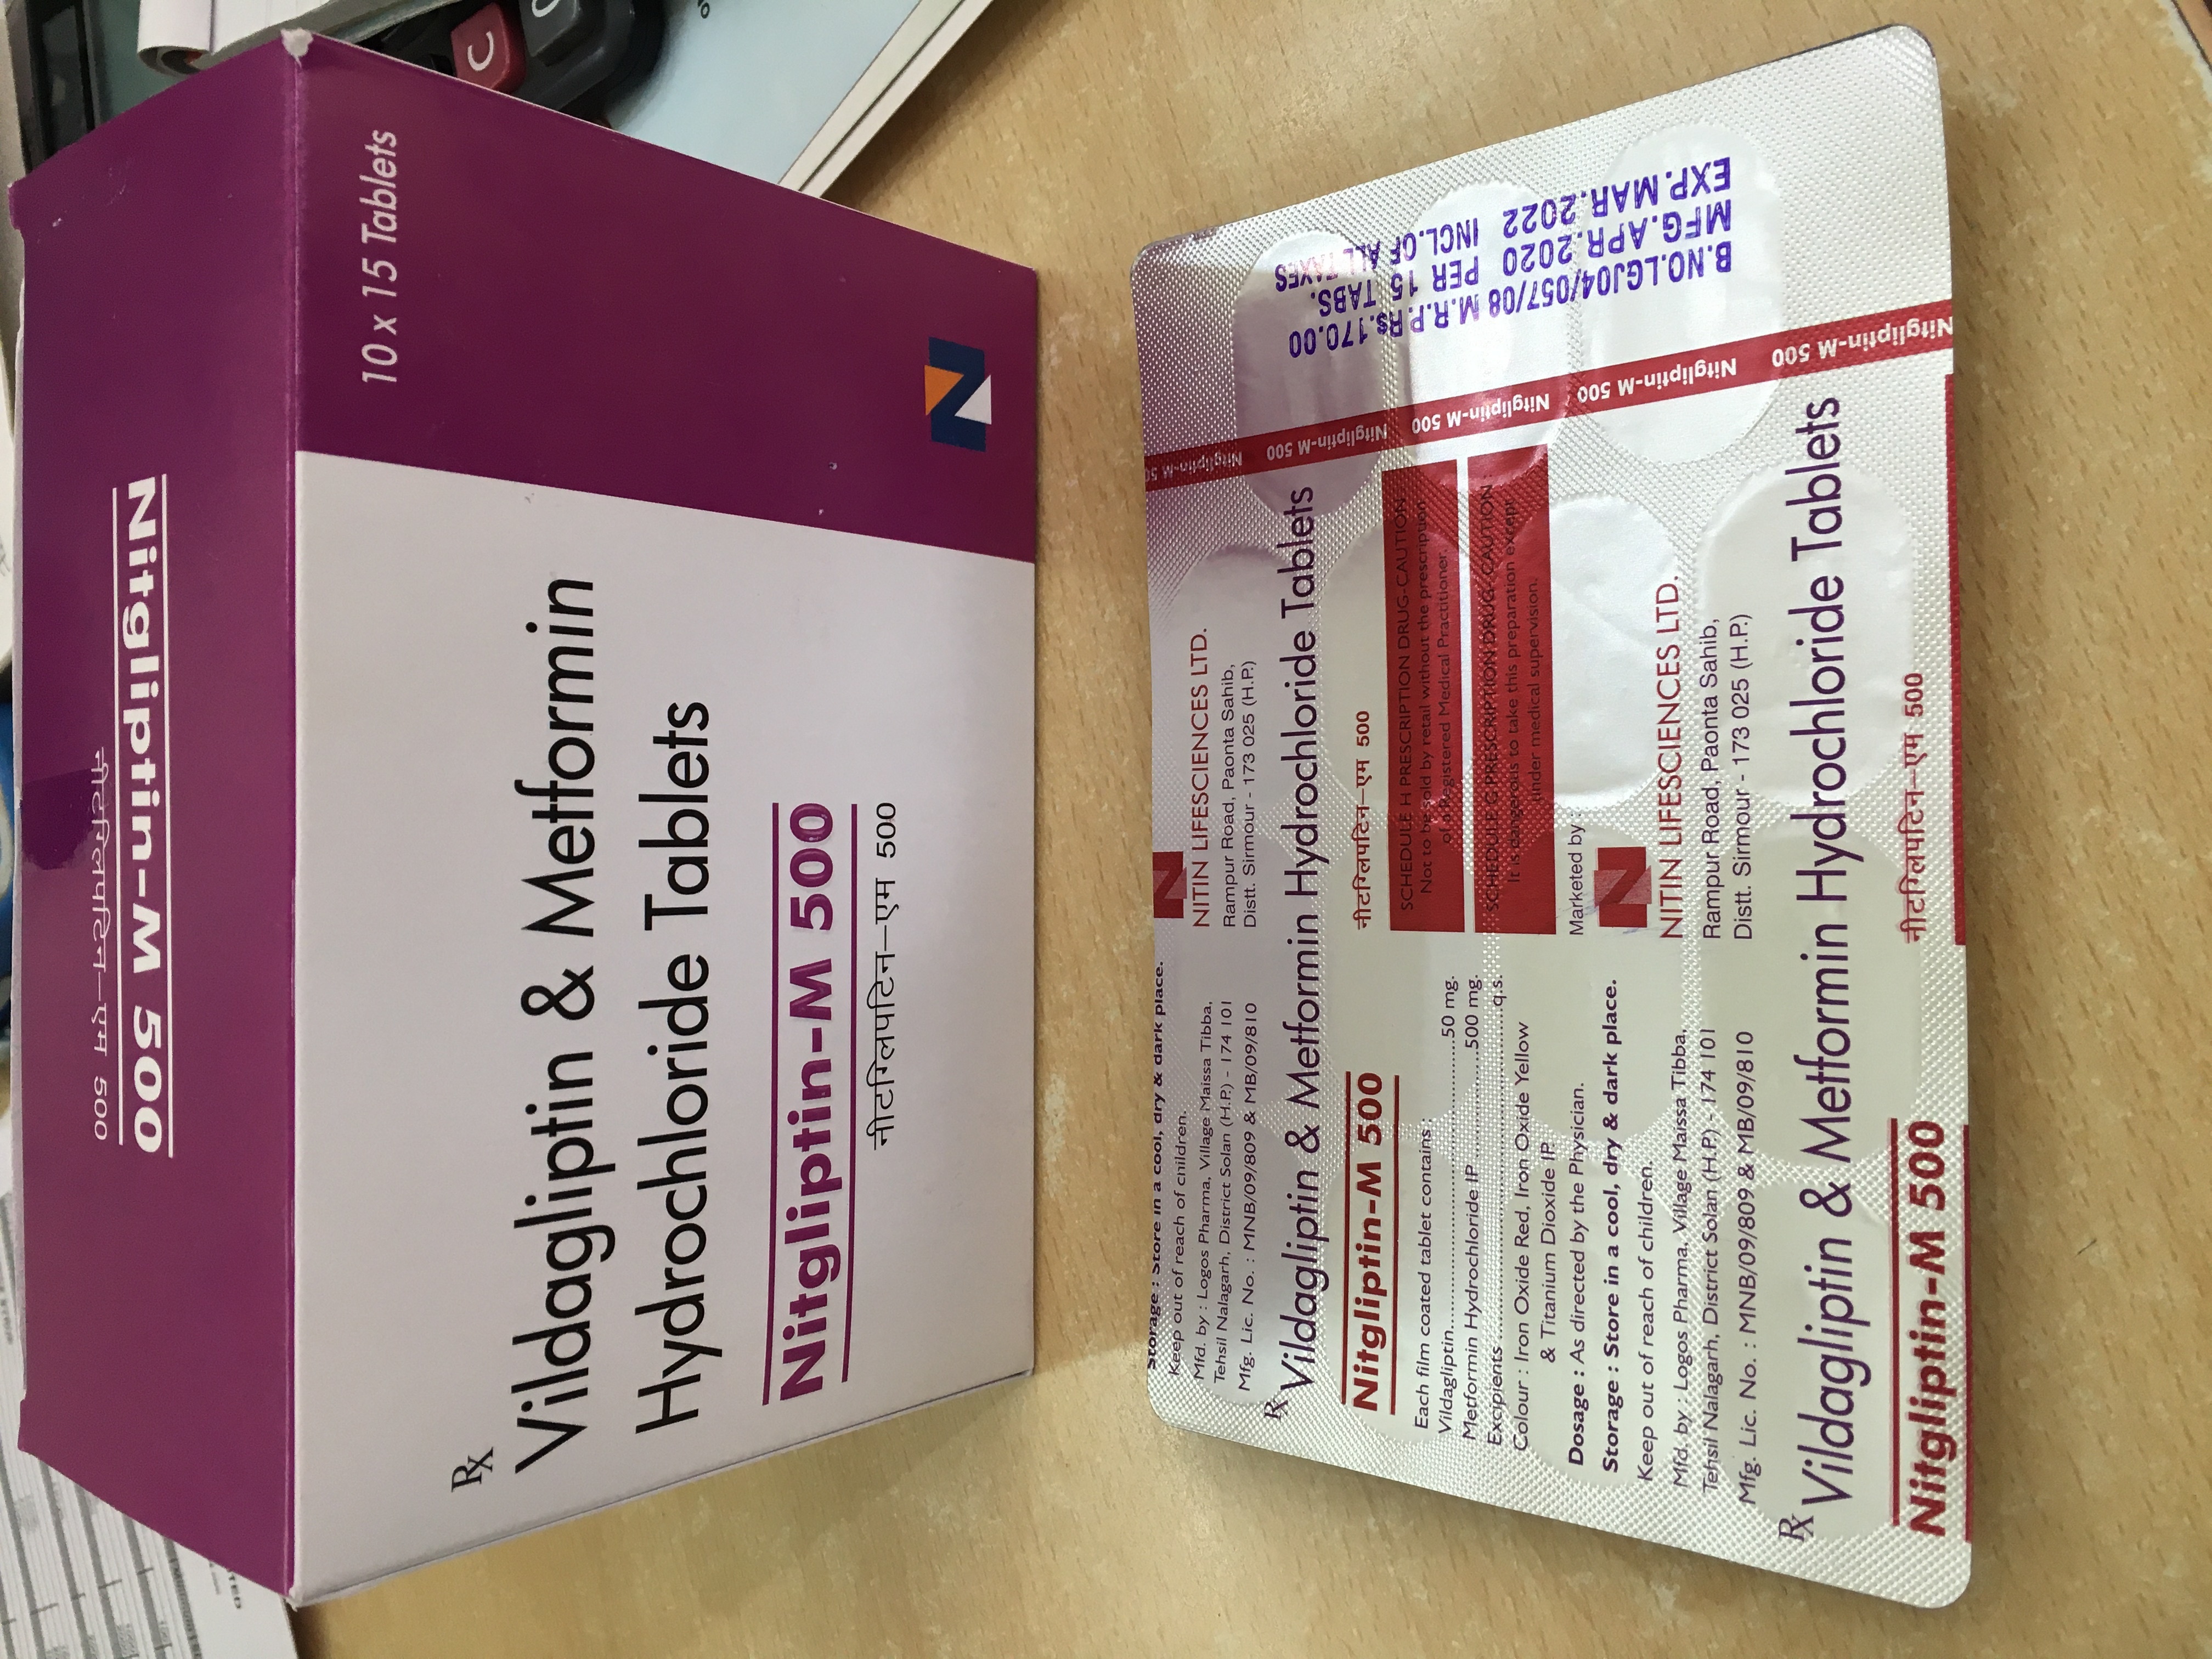 Nitgliptin-M 500
नीटग्लिपटिन-एम 500
10 x 15 Tablets
Rx
Vildagliptin & Metformin
Hydrochloride Tablets
Nitgliptin-M 500
नीटग्लिपटिन-एम 500
C
Storage : Store in a cool, dry & dark place.
Keep out of reach of children.
Mfd. by : Logos Pharma, Village Maissa Tibba,
Tehsil Nalagarh, District Solan (H.P.) - 174 101
Mfg. Lic. No. : MNB/09/809 & MB/09/810
N
NITIN LIFESCIENCES LTD.
Rampur Road, Paonta Sahib,
Distt. Sirmour - 173 025 (H.P.)
Rx
Vildagliptin & Metformin Hydrochloride Tablets
Nitgliptin-M 500
नीटग्लिपटिन-एम 500
Each film coated tablet contains :
Vildagliptin..............................50 mg.
Metformin Hydrochloride IP..............500 mg.
Excipients..............................q.s.
Colour : Iron Oxide Red, Iron Oxide Yellow
& Titanium Dioxide IP
Dosage : As directed by the Physician.
Storage : Store in a cool, dry & dark place.
Keep out of reach of children.
Mfd. by : Logos Pharma, Village Maissa Tibba,
Tehsil Nalagarh, District Solan (H.P.) - 174 101
Mfg. Lic. No. : MNB/09/809 & MB/09/810
SCHEDULE H PRESCRIPTION DRUG-CAUTION
Not to be sold by retail without the prescription
of a Registered Medical Practitioner.
SCHEDULE G PRESCRIPTION DRUG-CAUTION
It is dangerous to take this preparation except
under medical supervision.
Marketed by :
N
NITIN LIFESCIENCES LTD.
Rampur Road, Paonta Sahib,
Distt. Sirmour - 173 025 (H.P.)
Rx
Vildagliptin & Metformin Hydrochloride Tablets
Nitgliptin-M 500
नीटग्लिपटिन-एम 500
Nitgliptin-M 500 Nitgliptin-M 500 Nitgliptin-M 500 Nitgliptin-M 500 Nitgliptin-M 50
B.NO.LGJ04/057/08 M.R.P.Rs.170.00
MFG.APR.2020 PER 15 TABS.
EXP.MAR.2022 INCL.OF ALL TAXES